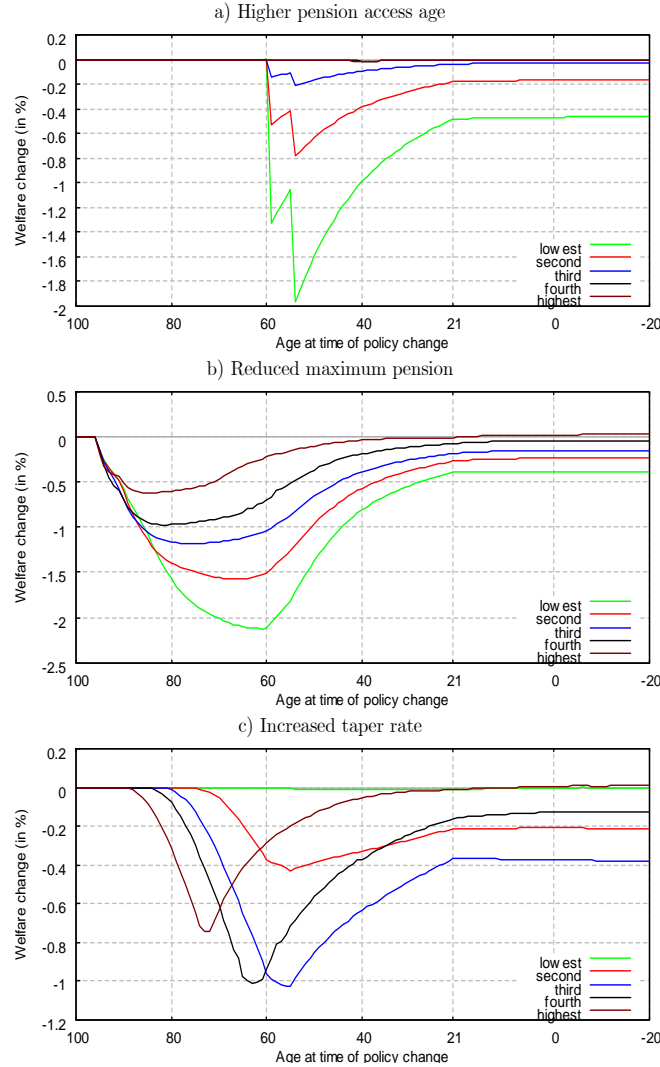 a) Higher pension access age
Welfare change (in %)
0.2
0
-0.2
-0.4
-0.6
-0.8
-1
-1.2
-1.4
-1.6
-1.8
-2
lowest
second
third
fourth
highest
100 80 60 40 21 0 -20
Age at time of policy change
b) Reduced maximum pension
Welfare change (in %)
0.5
0
-0.5
-1
-1.5
-2
-2.5
lowest
second
third
fourth
highest
100 80 60 40 21 0 -20
Age at time of policy change
c) Increased taper rate
Welfare change (in %)
0.2
0
-0.2
-0.4
-0.6
-0.8
-1
-1.2
lowest
second
third
fourth
highest
100 80 60 40 21 0 -20
Age at time of policy change